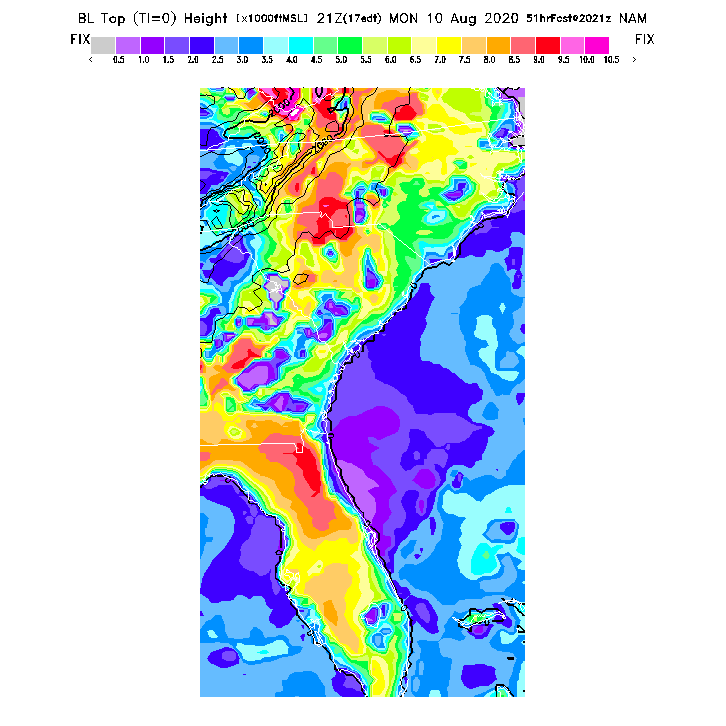 BL Top (TI=0) Height [x1000ftMSL] 21Z(17edt) MON 10 Aug 2020 51hrFcst@2021z NAM
FIX FIX
< 0.5 1.0 1.5 2.0 2.5 3.0 3.5 4.0 4.5 5.0 5.5 6.0 6.5 7.0 7.5 8.0 8.5 9.0 9.5 10.0 10.5 >